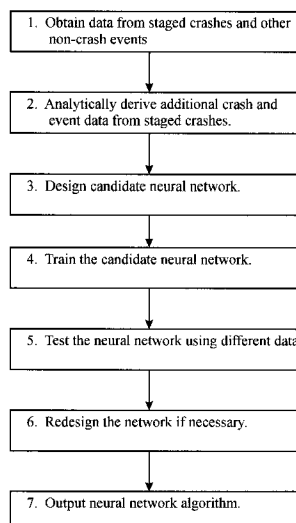 1. Obtain data from staged crashes and other
non-crash events
2. Analytically derive additional crash and
event data from staged crashes.
3. Design candidate neural network.
4. Train the candidate neural network.
5. Test the neural network using different data
6. Redesign the network if necessary.
7. Output neural network algorithm.